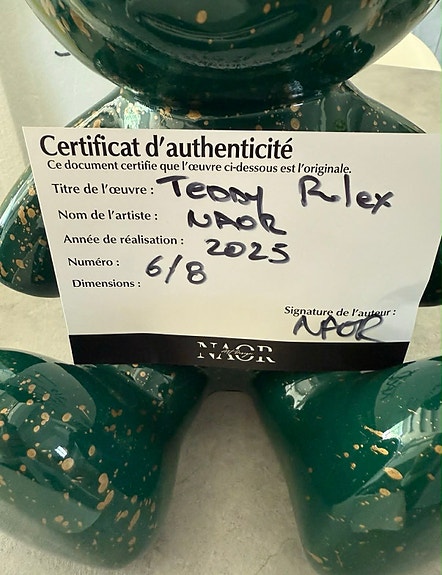 Certificat d'authenticité
Ce document certifie que l'œuvre ci-dessous est l'originale.
Titre de l'œuvre : TEDDY Rolex
Nom de l'artiste : NAOR
Année de réalisation : 2025
Numéro : 6/8
Dimensions :
Signature de l'auteur :
NAOR
NAOR